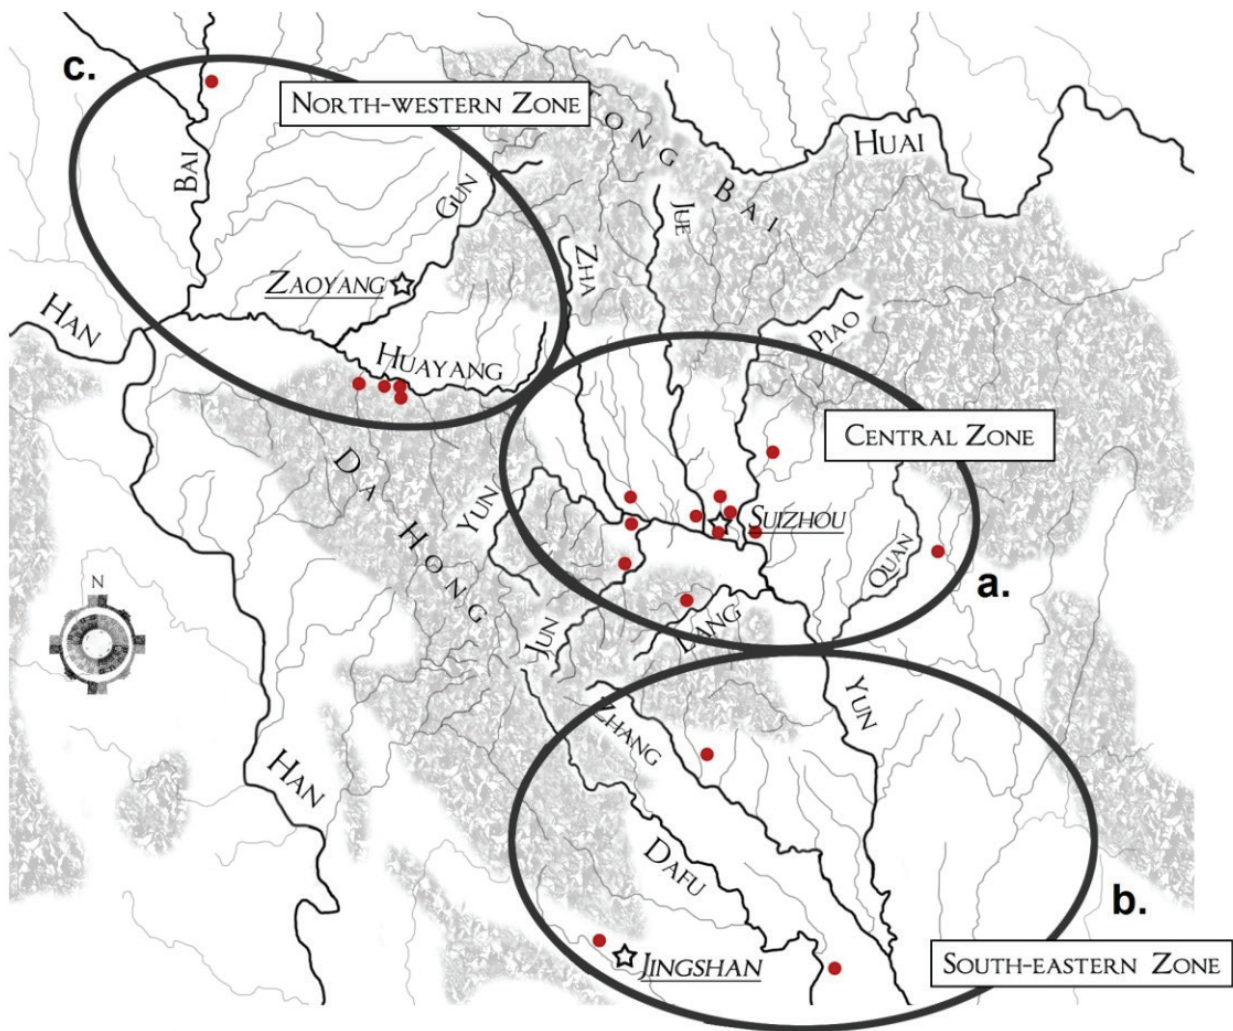 c.
NORTH-WESTERN ZONE
TONG BAI
HUAI
BAI
GUN
JUE
ZHA
ZAOYANG
HAN
PIAO
HUAYANG
CENTRAL ZONE
DA HONG
YUN
SUIZHOU
QUAN
a.
N
JUN
LANG
YUN
ZHANG
HAN
DAFU
b.
JINGSHAN
SOUTH-EASTERN ZONE